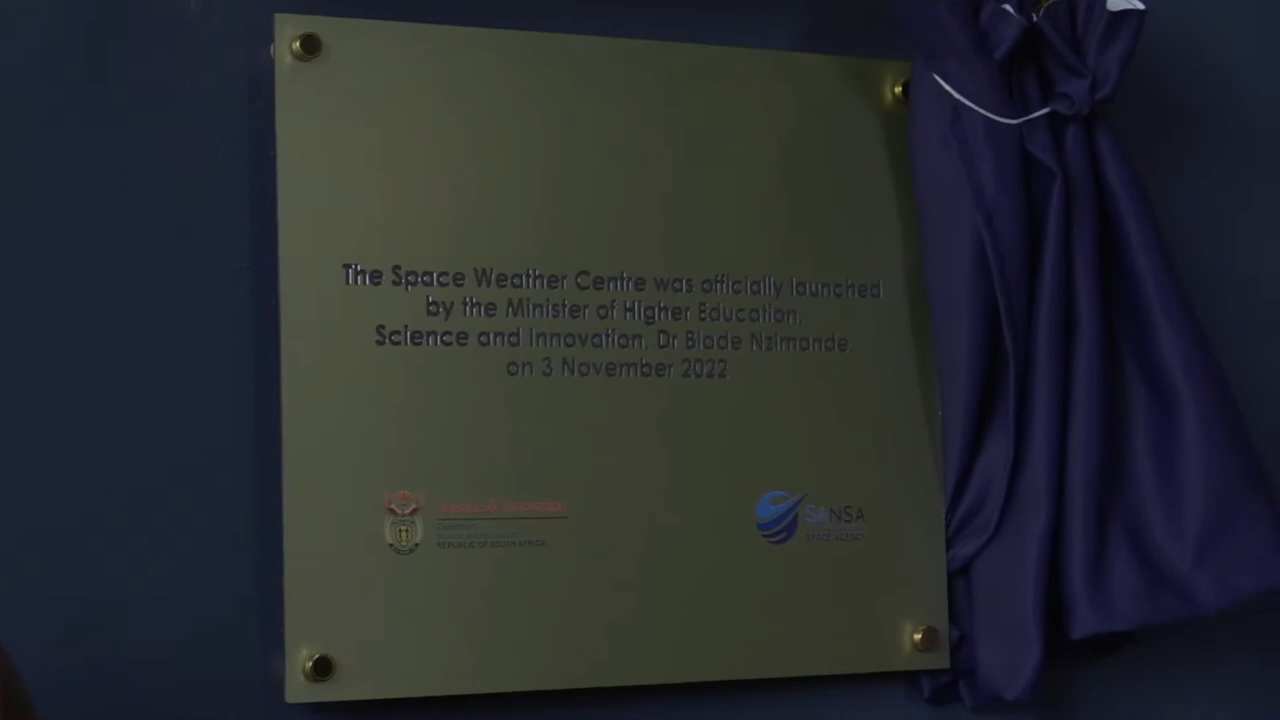 The Space Weather Centre was officially launched
by the Minister of Higher Education,
Science and Innovation, Dr Blade Nzimande,
on 3 November 2022
REPUBLIC OF SOUTH AFRICA
SANSA
SPACE AGENCY